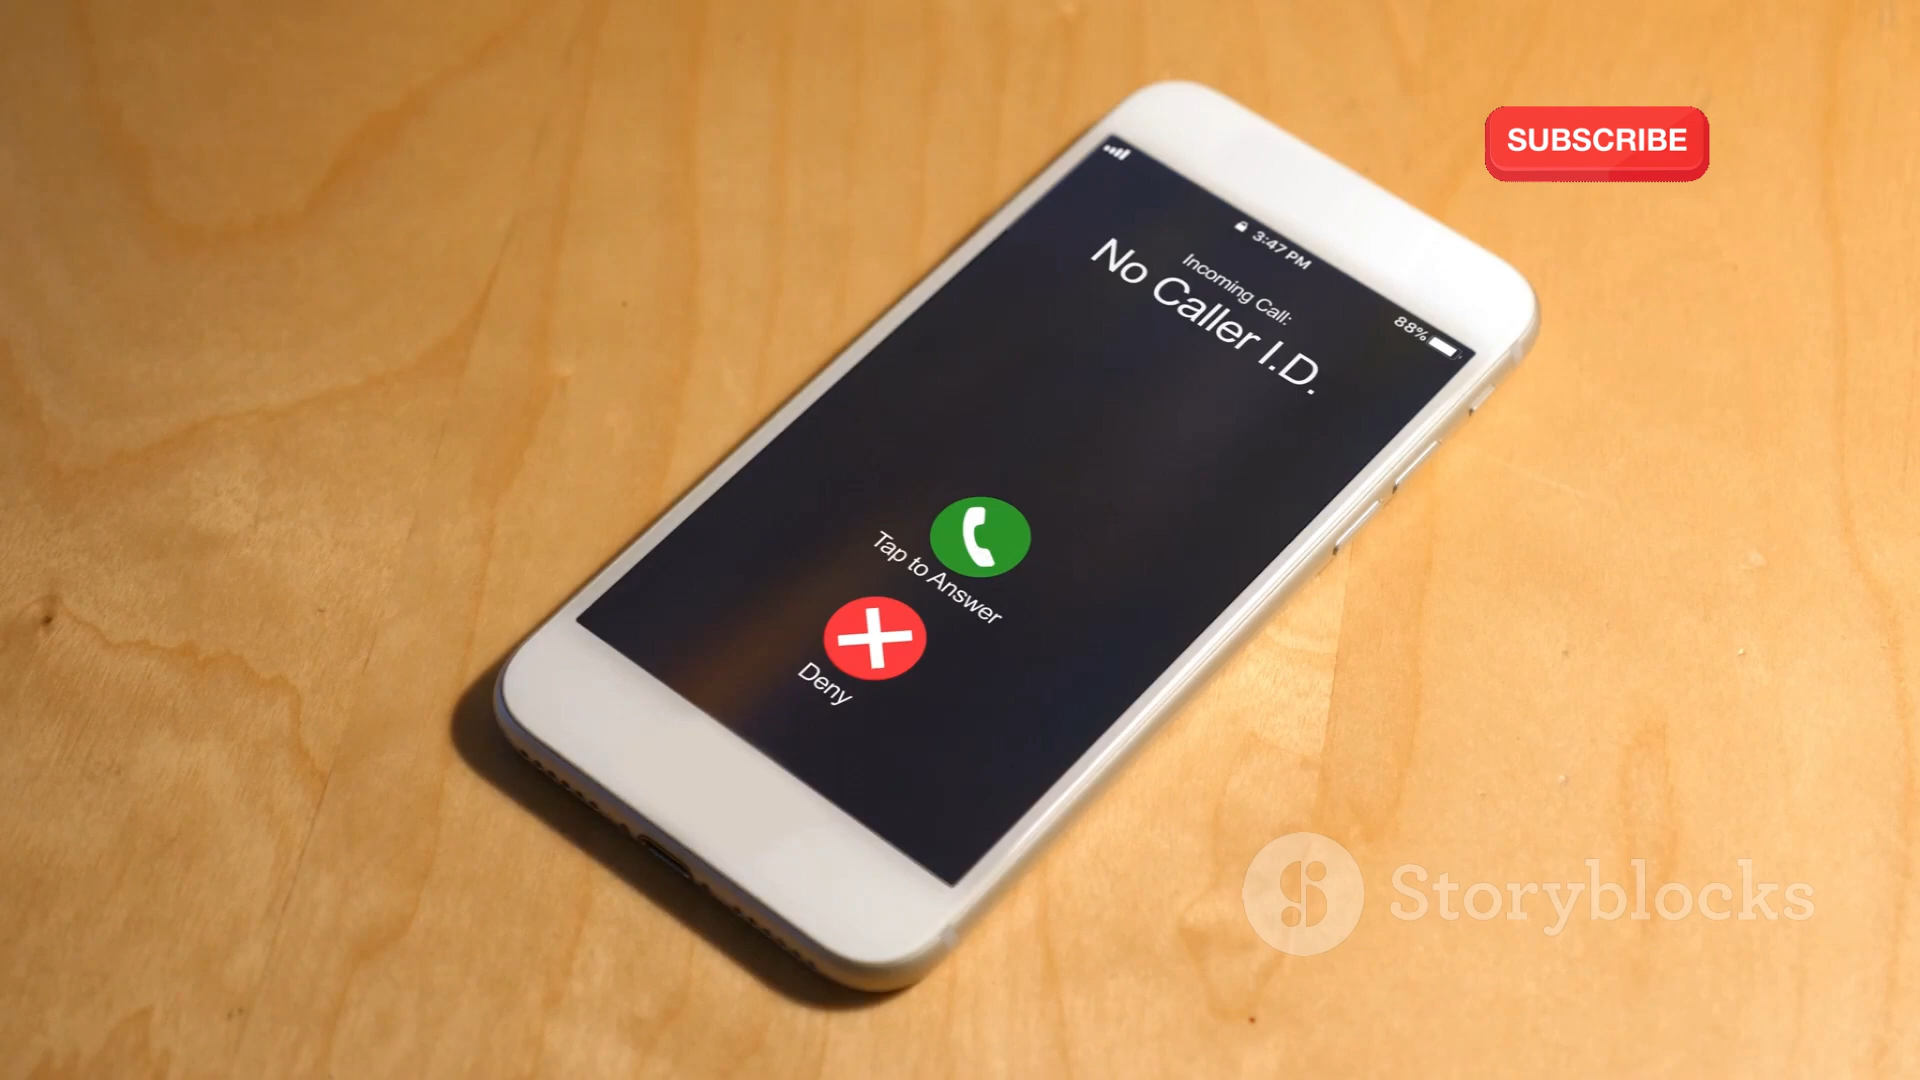 SUBSCRIBE
3:47 PM
88%
Incoming Call:
No Caller I.D.
Tap to Answer
Deny
Storyblocks